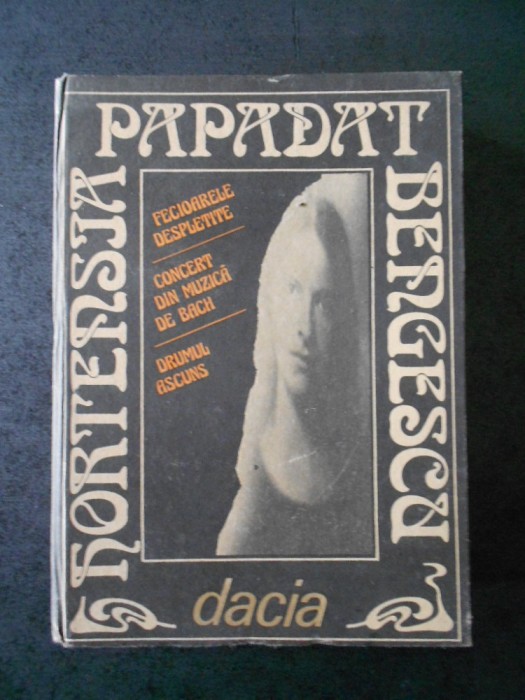 HORTENSIA
PAPADAT
BENGESCU
FECIOARELE
DESPLETITE
CONCERT
DIN MUZICĂ
DE BACH
DRUMUL
ASCUNS
dacia